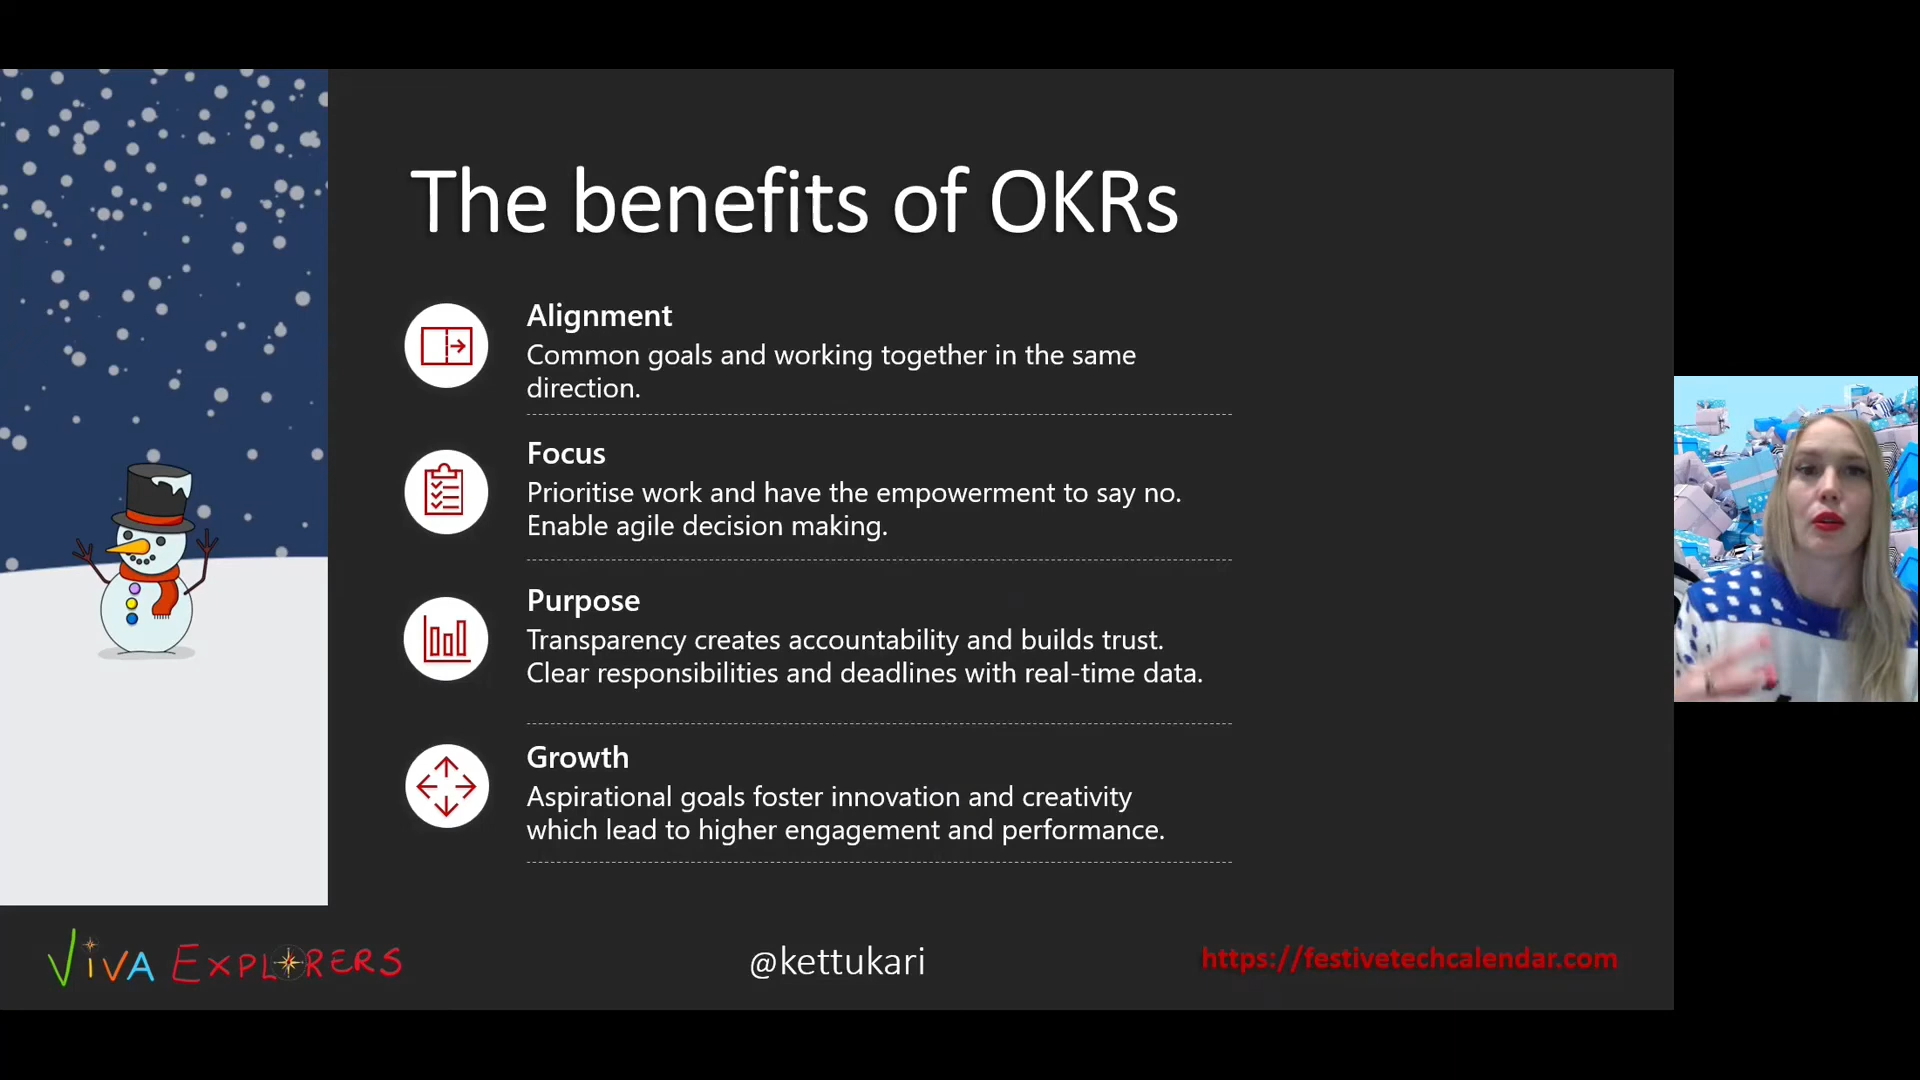 The benefits of OKRs
Alignment
Common goals and working together in the same
direction.
Focus
Prioritise work and have the empowerment to say no.
Enable agile decision making.
Purpose
Transparency creates accountability and builds trust.
Clear responsibilities and deadlines with real-time data.
Growth
Aspirational goals foster innovation and creativity
which lead to higher engagement and performance.
VIVA EXPLORERS
@kettukari
https://festivetechcalendar.com